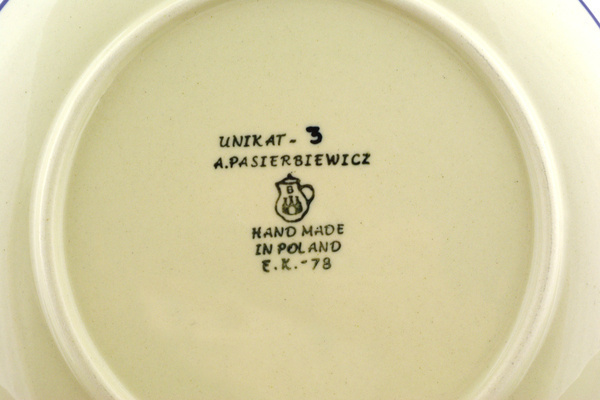 UNIKAT - 3
A.PASIERBIEWICZ
B
HAND MADE
IN POLAND
E.K.-78